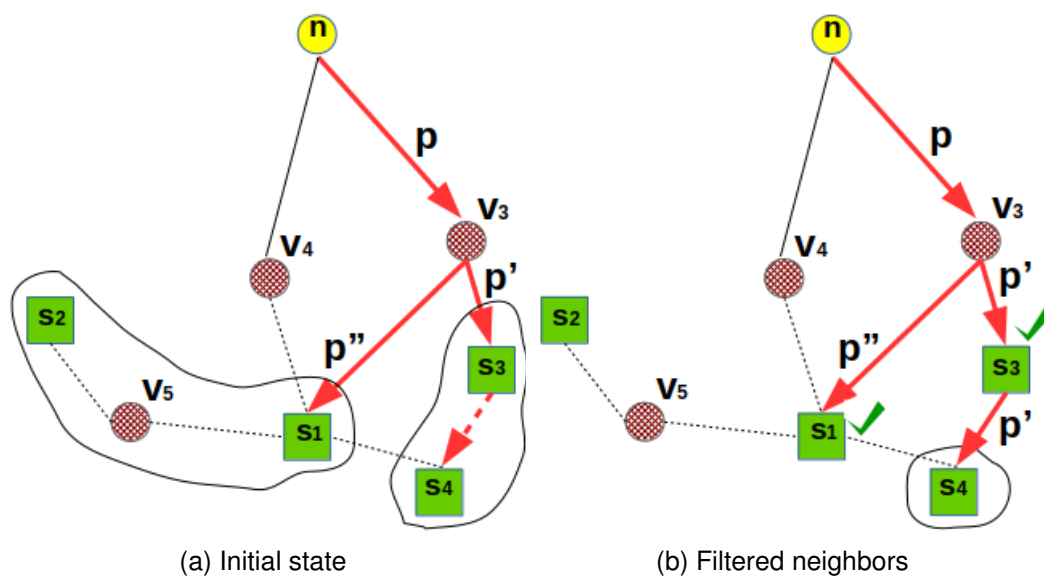 n
p
v3
v4
p'
s2
p”
s3
v5
s1
s4
(a) Initial state
n
p
v3
v4
p'
s2
p”
s3
v5
s1
p'
s4
(b) Filtered neighbors